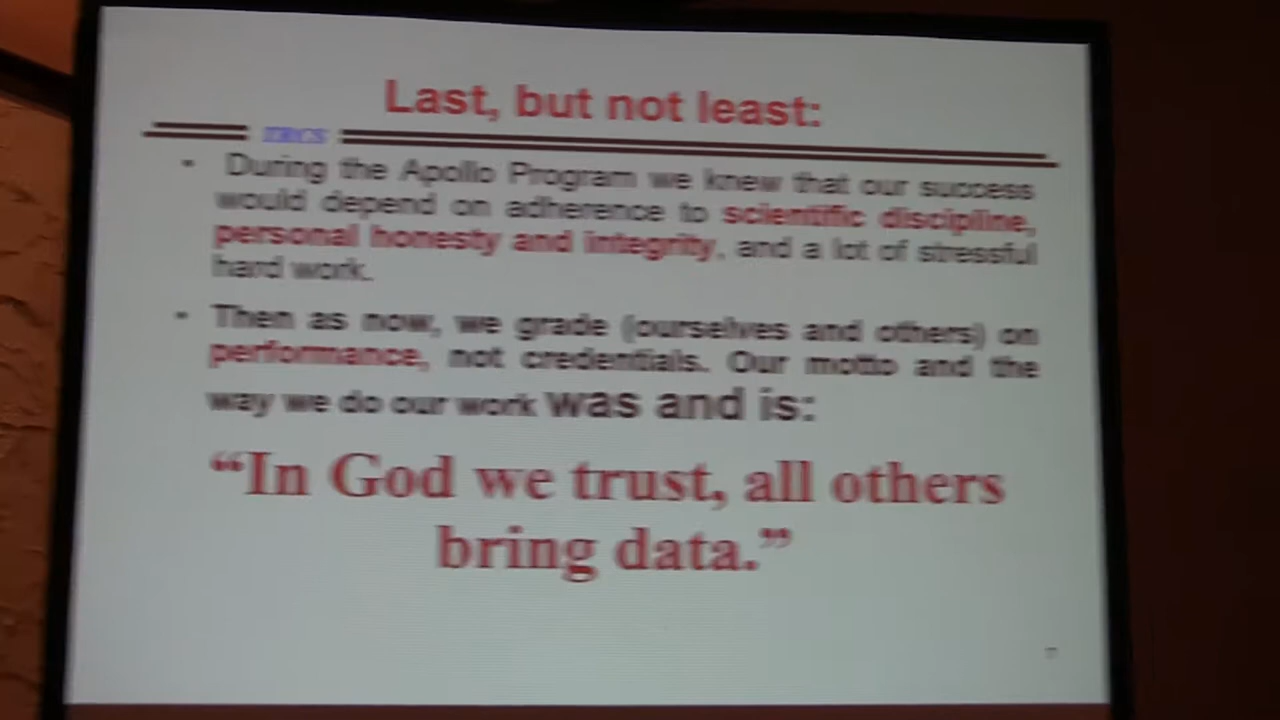 Last, but not least:
• During the Apollo Program we knew that our success
would depend on adherence to scientific discipline,
personal honesty and integrity, and a lot of stressful
hard work.
• Then as now, we grade (ourselves and others) on
performance, not credentials. Our motto and the
way we do our work was and is:
“In God we trust, all others
bring data.”